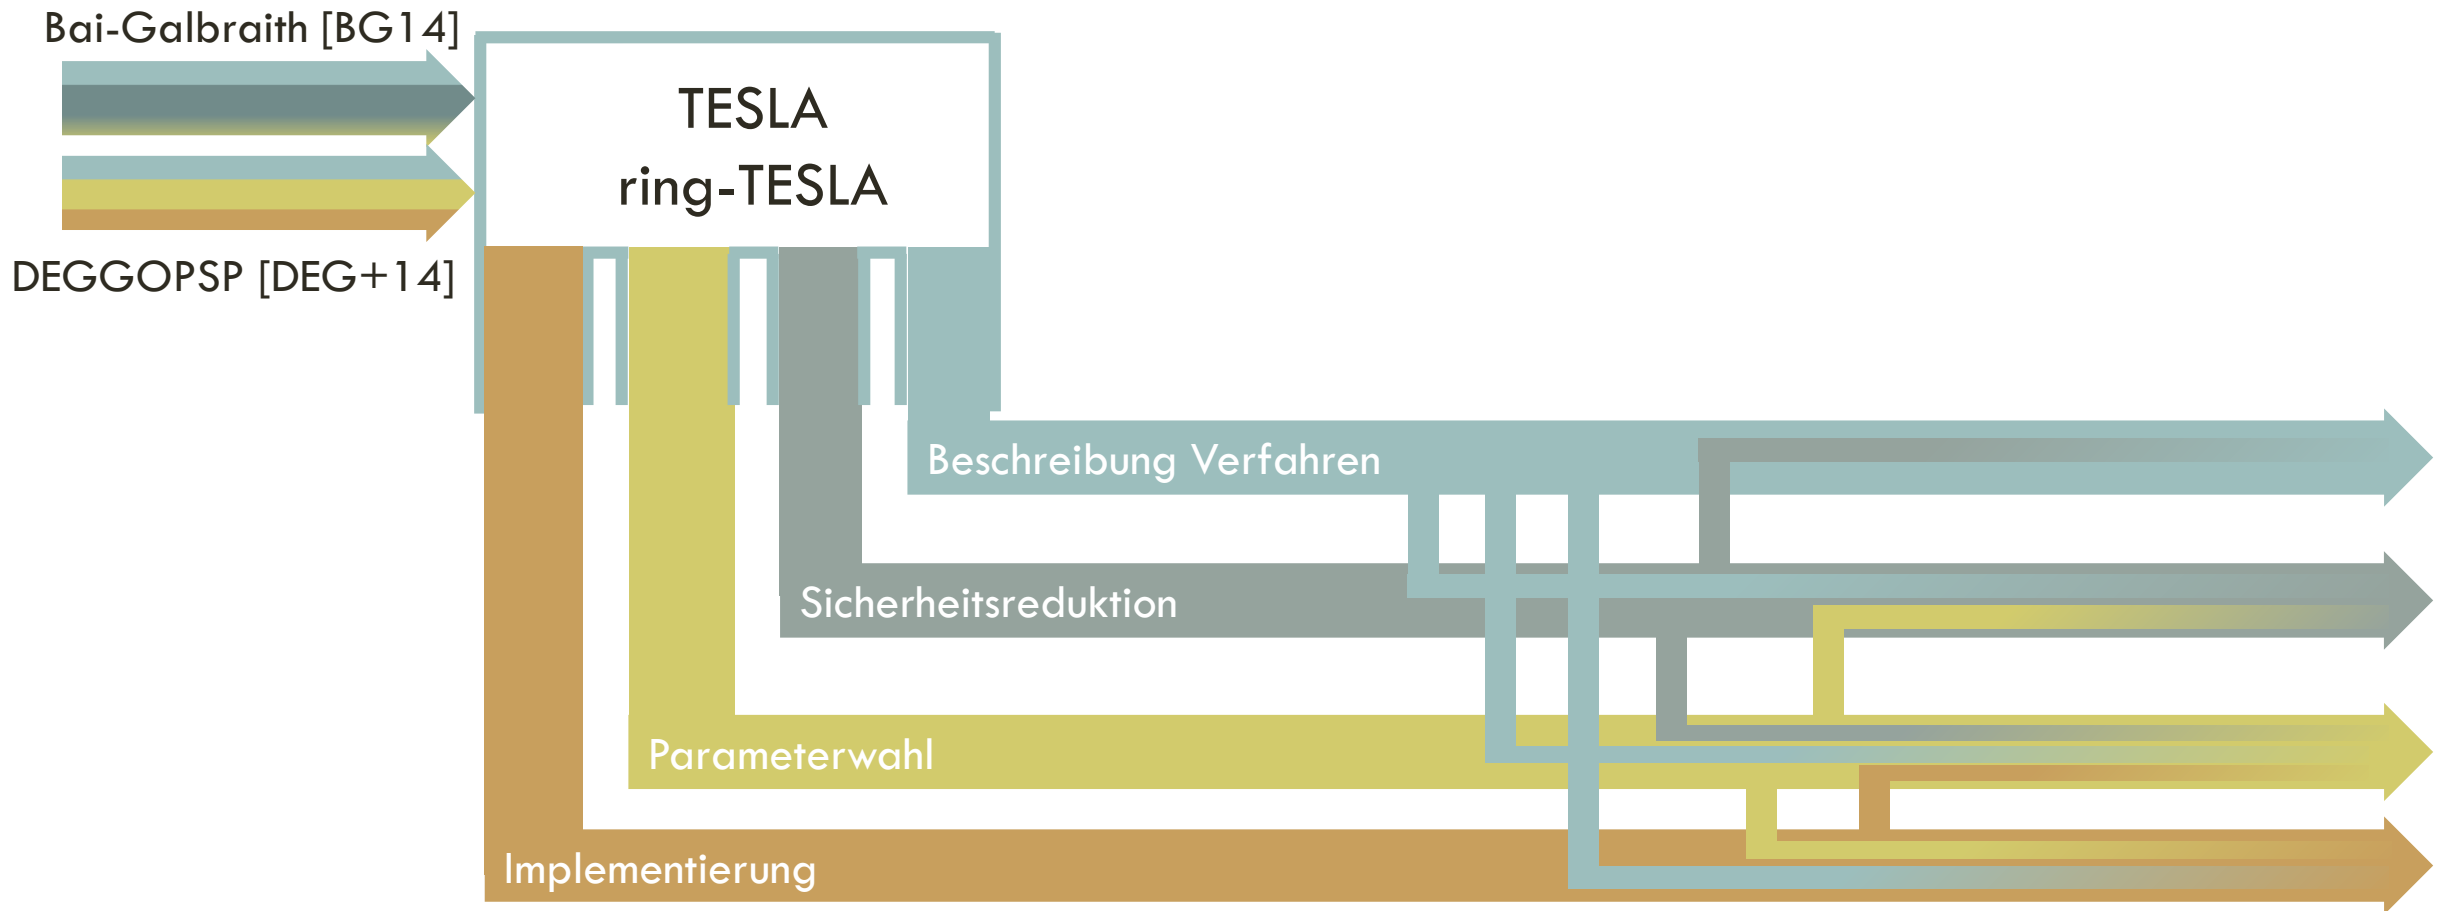 Bai-Galbraith [BG14]
TESLA
ring-TESLA
DEGGOPSP [DEG+14]
Beschreibung Verfahren
Sicherheitsreduktion
Parameterwahl
Implementierung